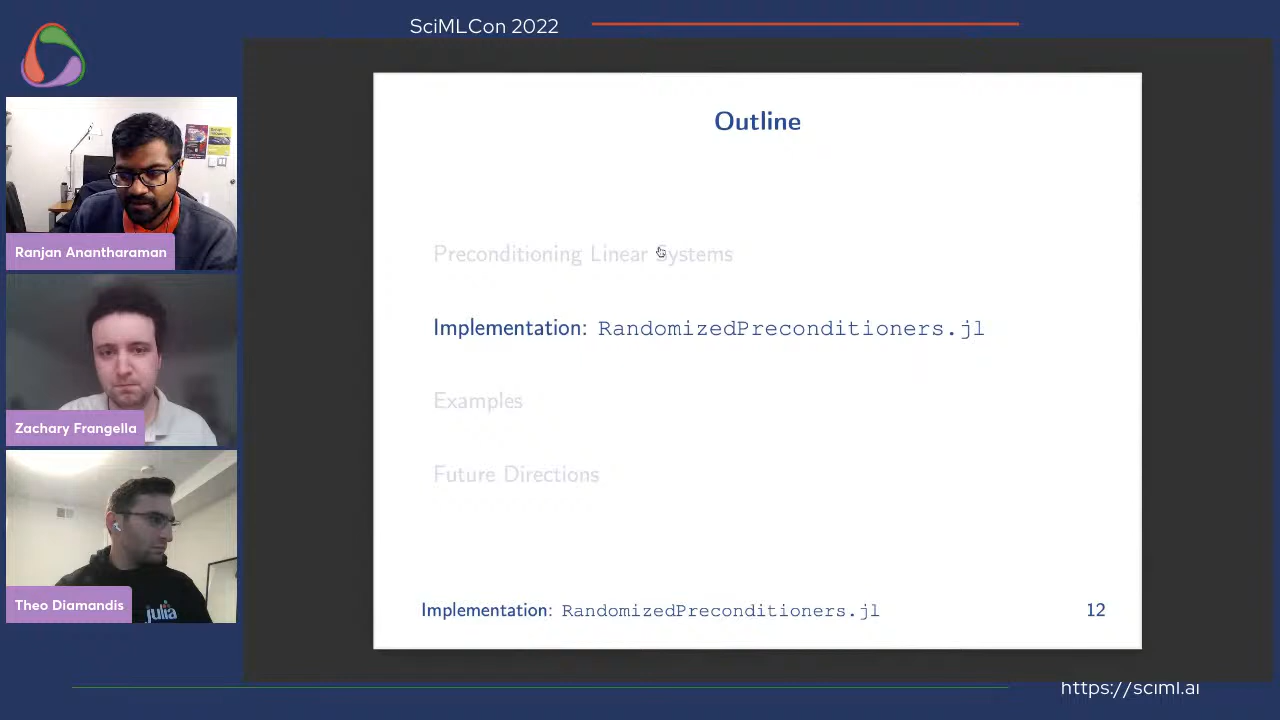 SciMLCon 2022
Ranjan Anantharaman
Zachary Frangella
Theo Diamandis
julia
Outline
Preconditioning Linear Systems
Implementation: RandomizedPreconditioners.jl
Examples
Future Directions
Implementation: RandomizedPreconditioners.jl
12
https://sciml.ai